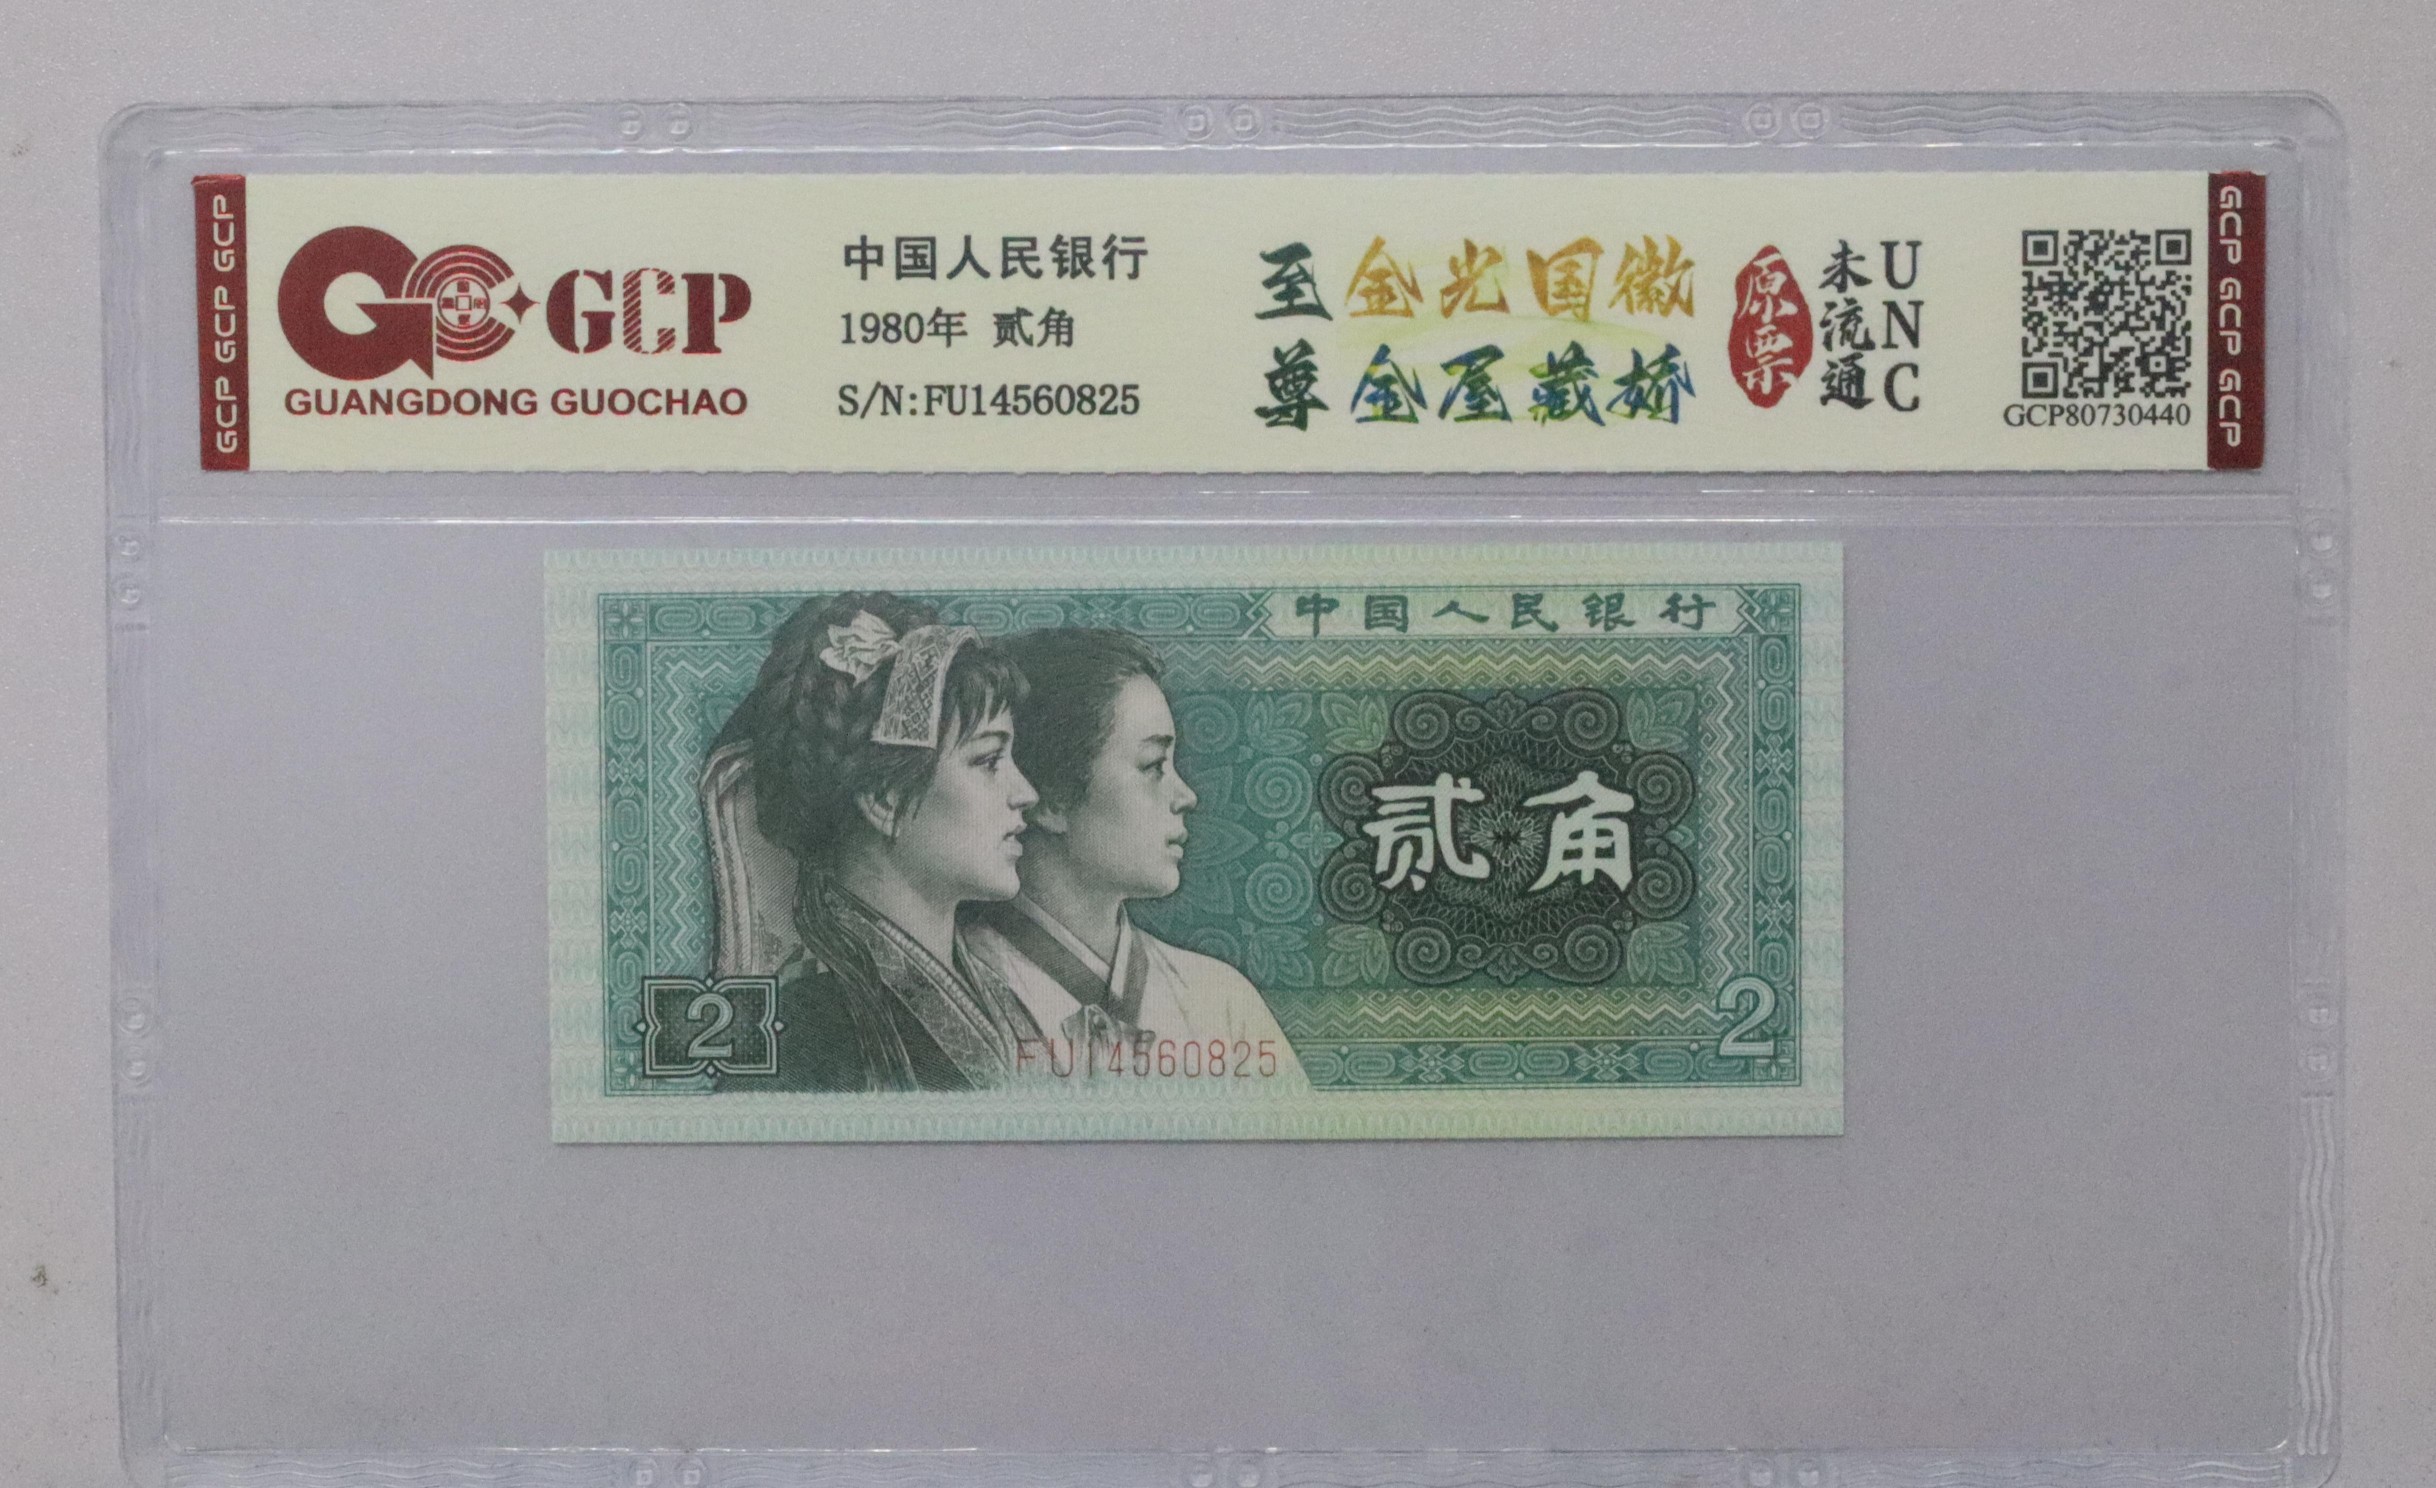 GCP GCP GCP
GCP
GUANGDONG GUOCHAO
中国人民银行
1980年 贰角
S/N:FU14560825
至尊
金光国徽
金屋藏娇
原票
未流通
UNC
GCP80730440
GCP GCP GCP
中国人民银行
贰角
2
2
FU14560825